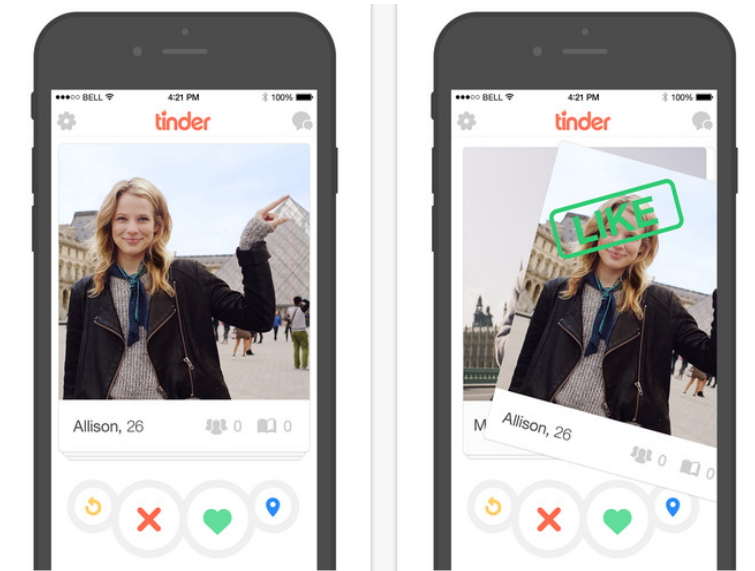 ●●●○○ BELL 4:21 PM 100%
tinder
Allison, 26 0 0
●●●○○ BELL 4:21 PM 100%
tinder
LIKE
M
Allison, 26
0 0